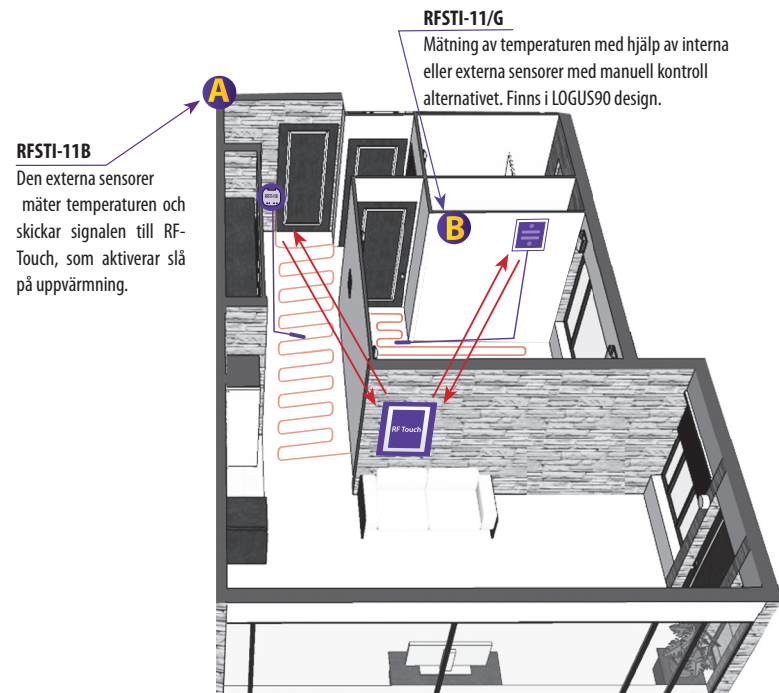 RFSTI-11/G
Mätning av temperaturen med hjälp av interna
eller externa sensorer med manuell kontroll
alternativet. Finns i LOGUS90 design.
A
RFSTI-11B
Den externa sensorer
mäter temperaturen och
skickar signalen till RF-
Touch, som aktiverar slå
på uppvärmning.
B
RF Touch